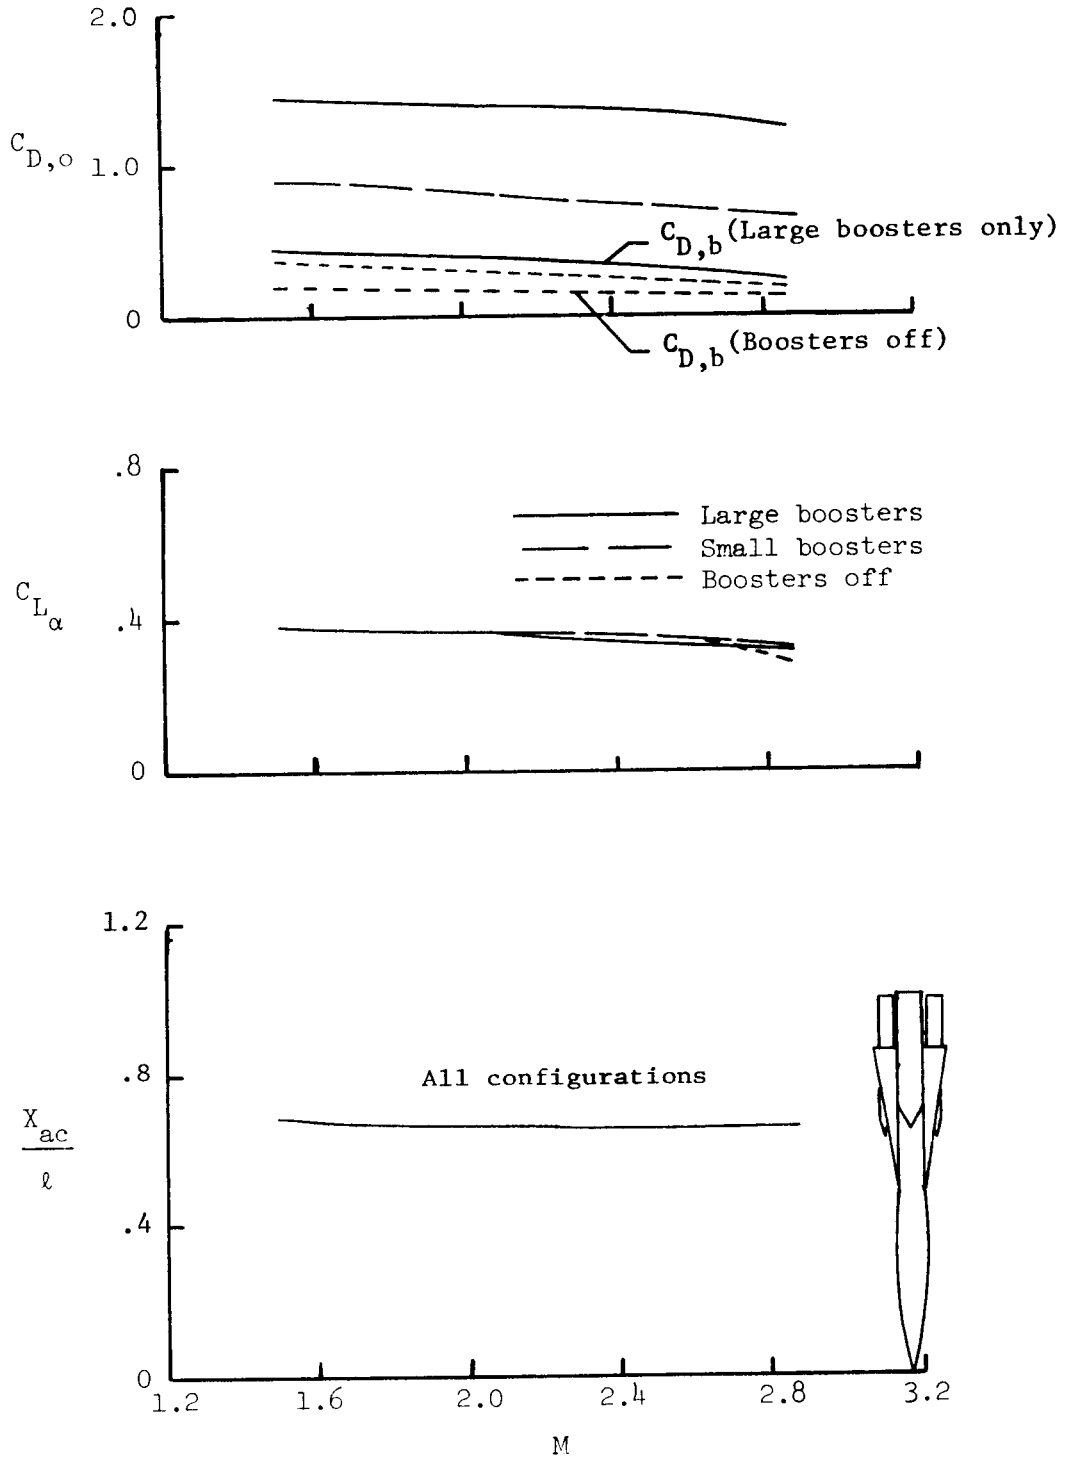 2.0
C_D,o
1.0
C_D,b (Large boosters only)
0
C_D,b (Boosters off)
.8
Large boosters
Small boosters
Boosters off
C_L_α
.4
0
1.2
.8
All configurations
X_ac
ℓ
.4
0
1.2 1.6 2.0 2.4 2.8 3.2
M